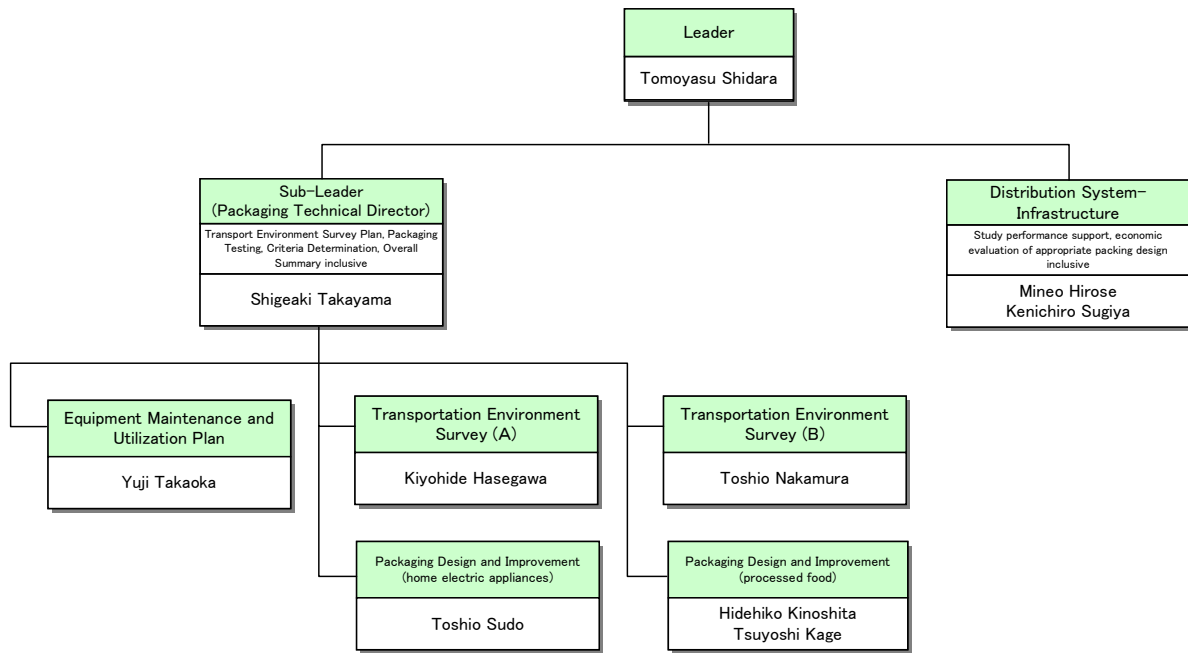 Leader
Tomoyasu Shidara
Sub-Leader
(Packaging Technical Director)
Transport Environment Survey Plan, Packaging
Testing, Criteria Determination, Overall
Summary inclusive
Shigeaki Takayama
Distribution System-
Infrastructure
Study performance support, economic
evaluation of appropriate packing design
inclusive
Mineo Hirose
Kenichiro Sugiya
Equipment Maintenance and
Utilization Plan
Yuji Takaoka
Transportation Environment
Survey (A)
Kiyohide Hasegawa
Transportation Environment
Survey (B)
Toshio Nakamura
Packaging Design and Improvement
(home electric appliances)
Toshio Sudo
Packaging Design and Improvement
(processed food)
Hidehiko Kinoshita
Tsuyoshi Kage